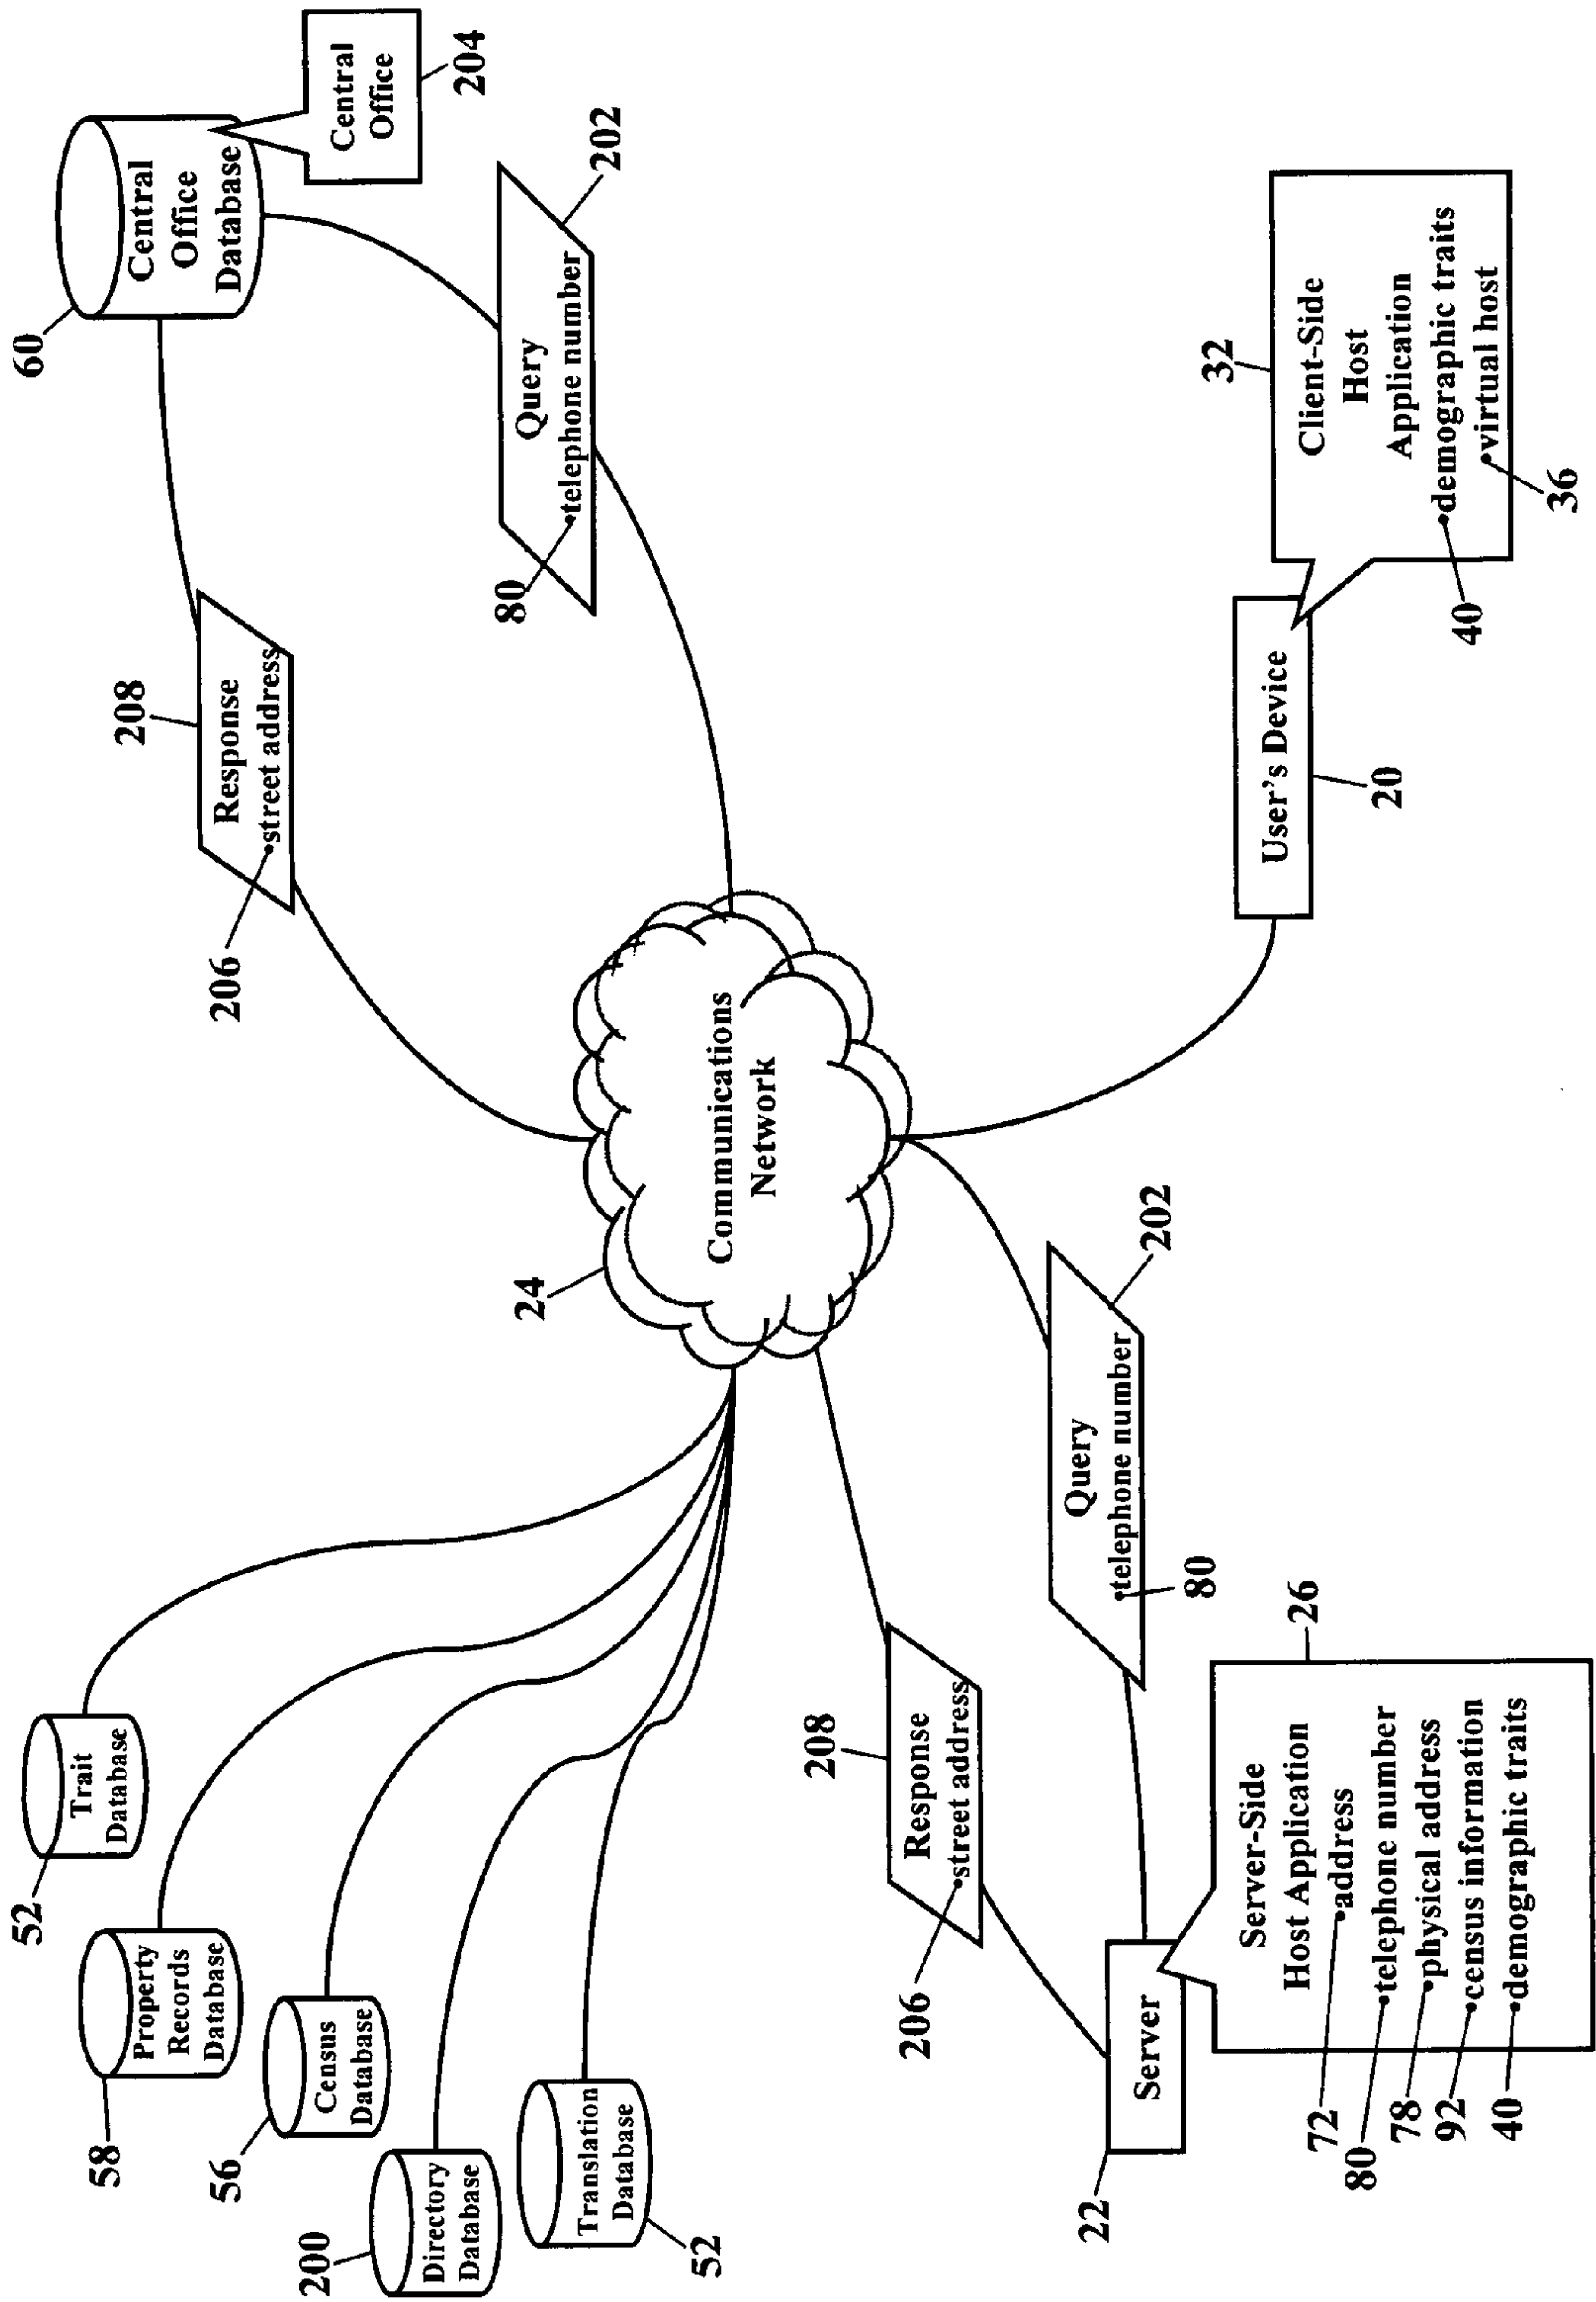 52
Trait
Database
58
Property
Records
Database
56
Census
Database
200
Directory
Database
52
Translation
Database
60
Central
Office
Database
Central
Office
204
208
Response
•street address
206
202
Query
•telephone number
80
24
Communications
Network
208
Response
•street address
206
202
Query
•telephone number
80
22
Server
26
Server-Side
Host Application
72 •address
80 •telephone number
78 •physical address
92 •census information
40 •demographic traits
User's Device
20
32
Client-Side
Host
Application
•demographic traits
40
•virtual host
36